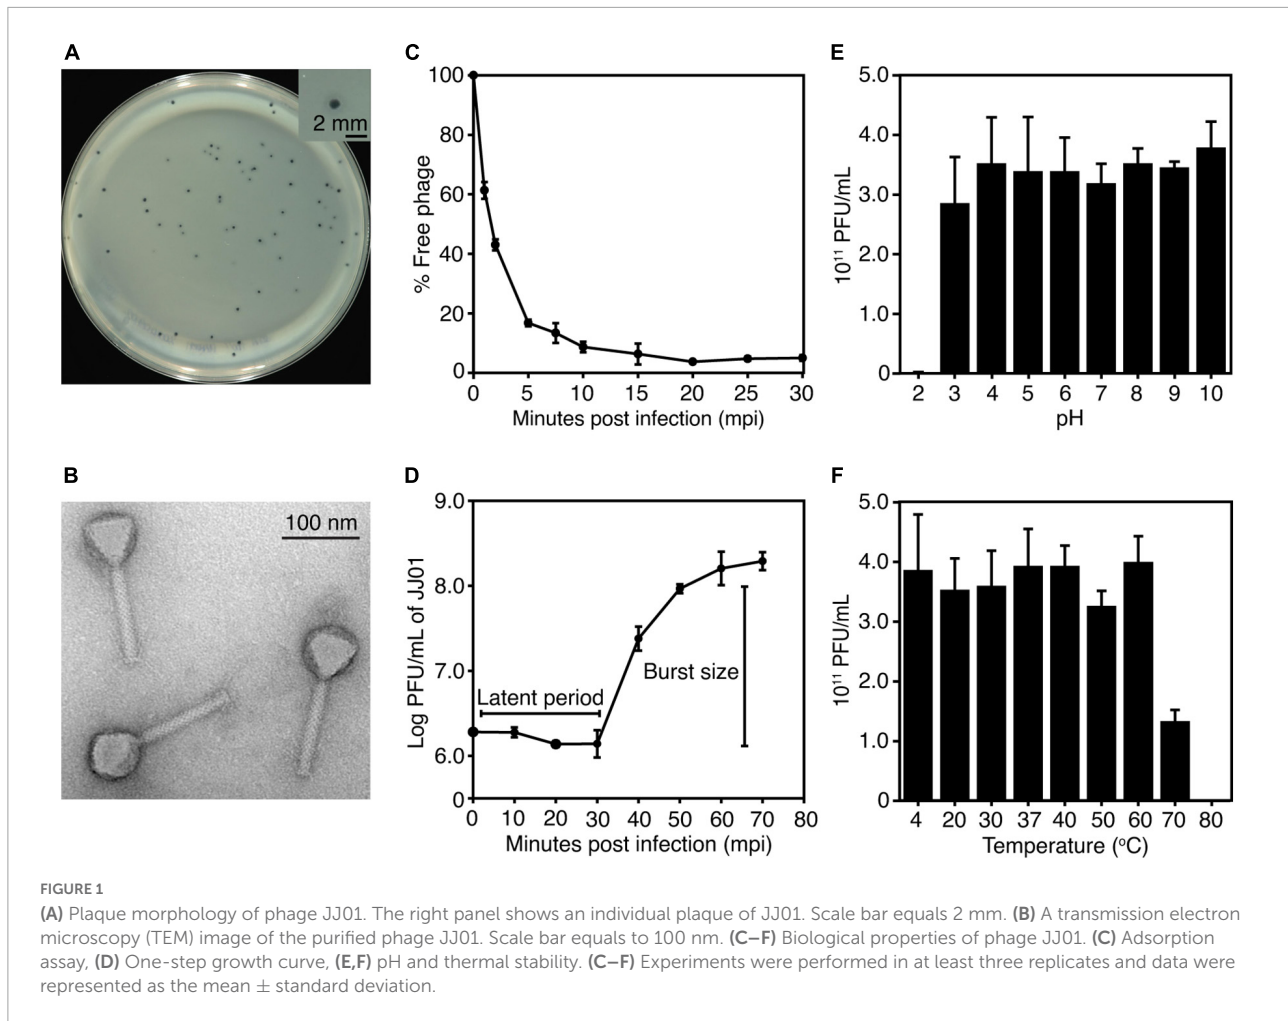 A
2 mm
B
100 nm
C
100
80
60
40
20
0
% Free phage
0 5 10 15 20 25 30
Minutes post infection (mpi)
D
9.0
8.0
7.0
6.0
0
Log PFU/mL of JJ01
Latent period
Burst size
0 10 20 30 40 50 60 70 80
Minutes post infection (mpi)
E
5.0
4.0
3.0
2.0
1.0
0
10¹¹ PFU/mL
2 3 4 5 6 7 8 9 10
pH
F
5.0
4.0
3.0
2.0
1.0
0
10¹¹ PFU/mL
4 20 30 37 40 50 60 70 80
Temperature (°C)
FIGURE 1
(A) Plaque morphology of phage JJ01. The right panel shows an individual plaque of JJ01. Scale bar equals 2 mm. (B) A transmission electron
microscopy (TEM) image of the purified phage JJ01. Scale bar equals to 100 nm. (C–F) Biological properties of phage JJ01. (C) Adsorption
assay, (D) One-step growth curve, (E,F) pH and thermal stability. (C–F) Experiments were performed in at least three replicates and data were
represented as the mean ± standard deviation.